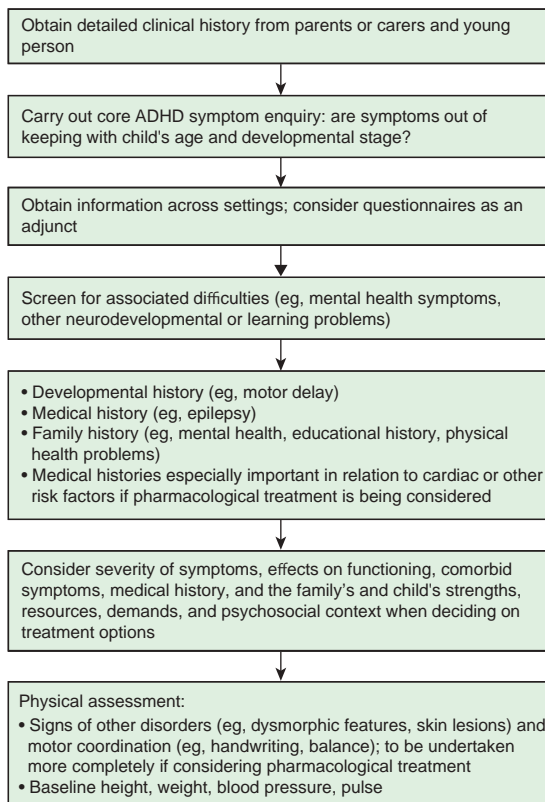 Obtain detailed clinical history from parents or carers and young
person
Carry out core ADHD symptom enquiry: are symptoms out of
keeping with child's age and developmental stage?
Obtain information across settings; consider questionnaires as an
adjunct
Screen for associated difficulties (eg, mental health symptoms,
other neurodevelopmental or learning problems)
• Developmental history (eg, motor delay)
• Medical history (eg, epilepsy)
• Family history (eg, mental health, educational history, physical
health problems)
• Medical histories especially important in relation to cardiac or other
risk factors if pharmacological treatment is being considered
Consider severity of symptoms, effects on functioning, comorbid
symptoms, medical history, and the family’s and child's strengths,
resources, demands, and psychosocial context when deciding on
treatment options
Physical assessment:
• Signs of other disorders (eg, dysmorphic features, skin lesions) and
motor coordination (eg, handwriting, balance); to be undertaken
more completely if considering pharmacological treatment
• Baseline height, weight, blood pressure, pulse